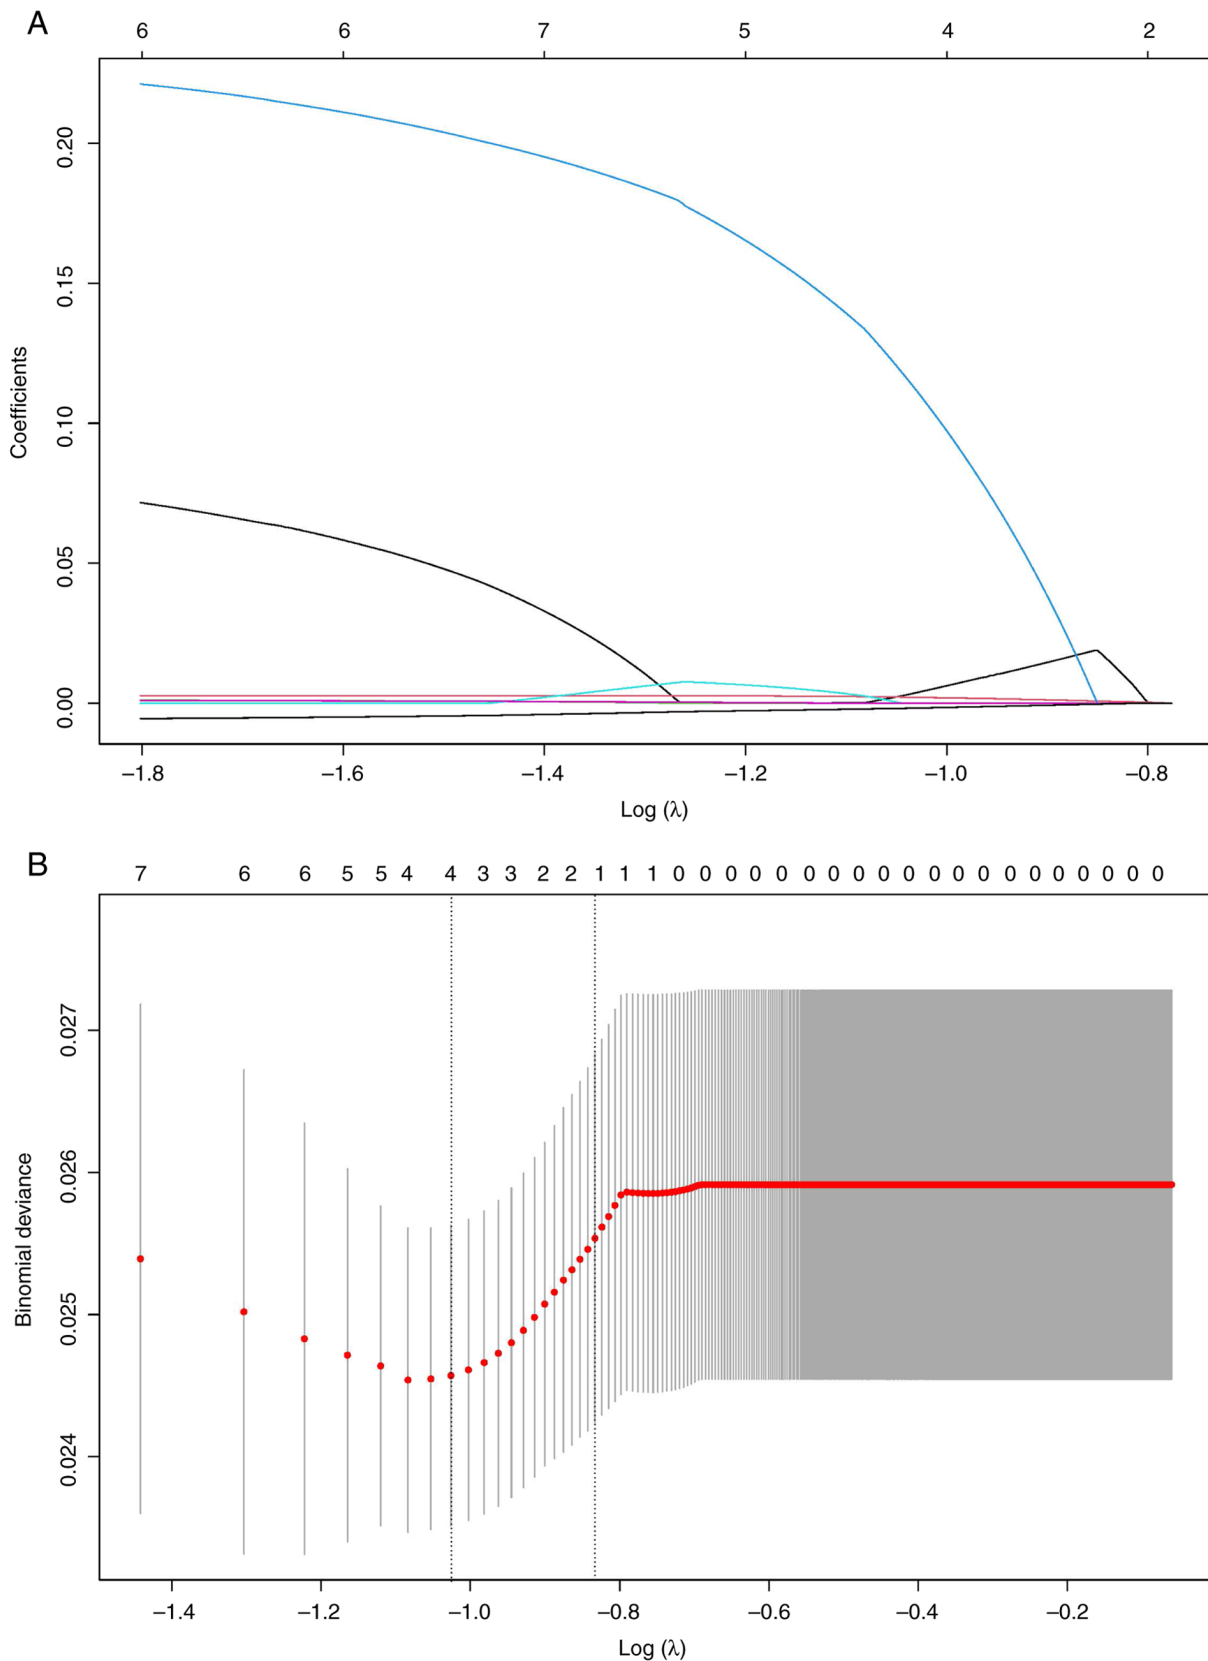 A
6 6 7 5 4 2
0.20
0.15
0.10
0.05
0.00
Coefficients
−1.8 −1.6 −1.4 −1.2 −1.0 −0.8
Log (λ)
B
7 6 6 5 5 4 4 3 3 2 2 1 1 1 0 0 0 0 0 0 0 0 0 0 0 0 0 0 0 0 0 0 0
0.027
0.026
0.025
0.024
Binomial deviance
−1.4 −1.2 −1.0 −0.8 −0.6 −0.4 −0.2
Log (λ)